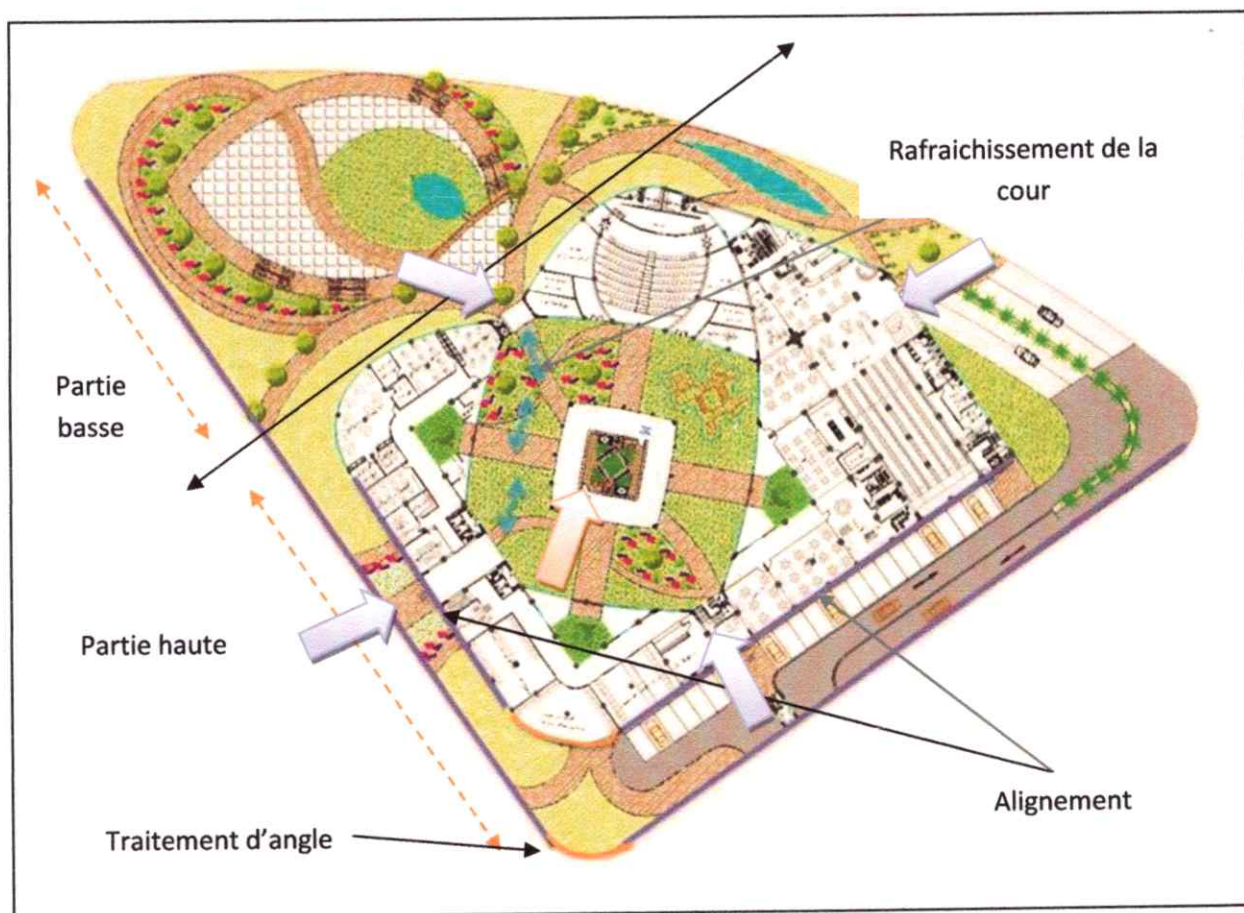 Rafraichissement de la
cour
Partie
basse
Partie haute
Alignement
Traitement d'angle